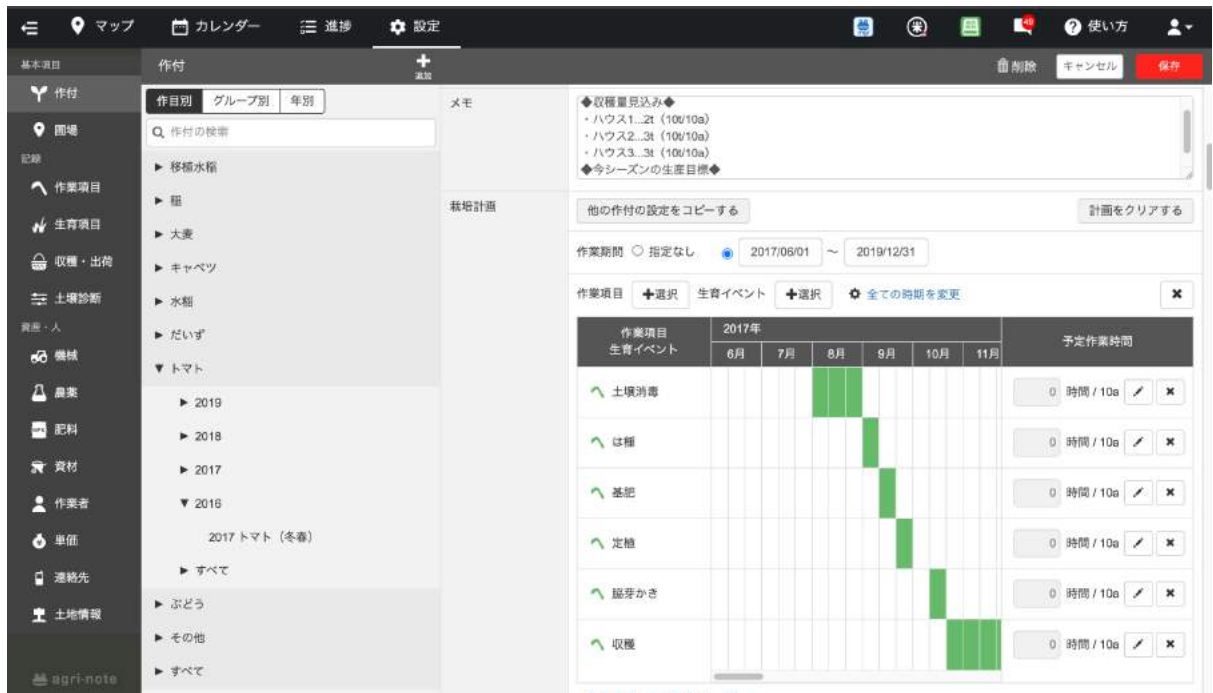 マップ
カレンダー
進捗
設定
米
49
使い方
基本項目
作付
圃場
記録
作業項目
生育項目
収穫・出荷
土壌診断
資産・人
機械
農薬
肥料
資材
作業者
単価
連絡先
土地情報
agri-note
作付
追加
削除
キャンセル
保存
作目別 グループ別 年別
作付の検索
▶ 移植水稲
▶ 稲
▶ 大麦
▶ キャベツ
▶ 水稲
▶ だいず
▼ トマト
▶ 2019
▶ 2018
▶ 2017
▼ 2016
2017 トマト（冬春）
▶ すべて
▶ ぶどう
▶ その他
▶ すべて
メモ
◆収穫量見込み◆
・ハウス1...2t（10t/10a）
・ハウス2...3t（10t/10a）
・ハウス3...3t（10t/10a）
◆今シーズンの生産目標◆
栽培計画
他の作付の設定をコピーする
計画をクリアする
作業期間 指定なし 2017/06/01 〜 2019/12/31
作業項目 +選択 生育イベント +選択 全ての時期を変更
作業項目
生育イベント
2017年
6月 7月 8月 9月 10月 11月
予定作業時間
土壌消毒 0 時間 / 10a
は種 0 時間 / 10a
基肥 0 時間 / 10a
定植 0 時間 / 10a
脇芽かき 0 時間 / 10a
収穫 0 時間 / 10a